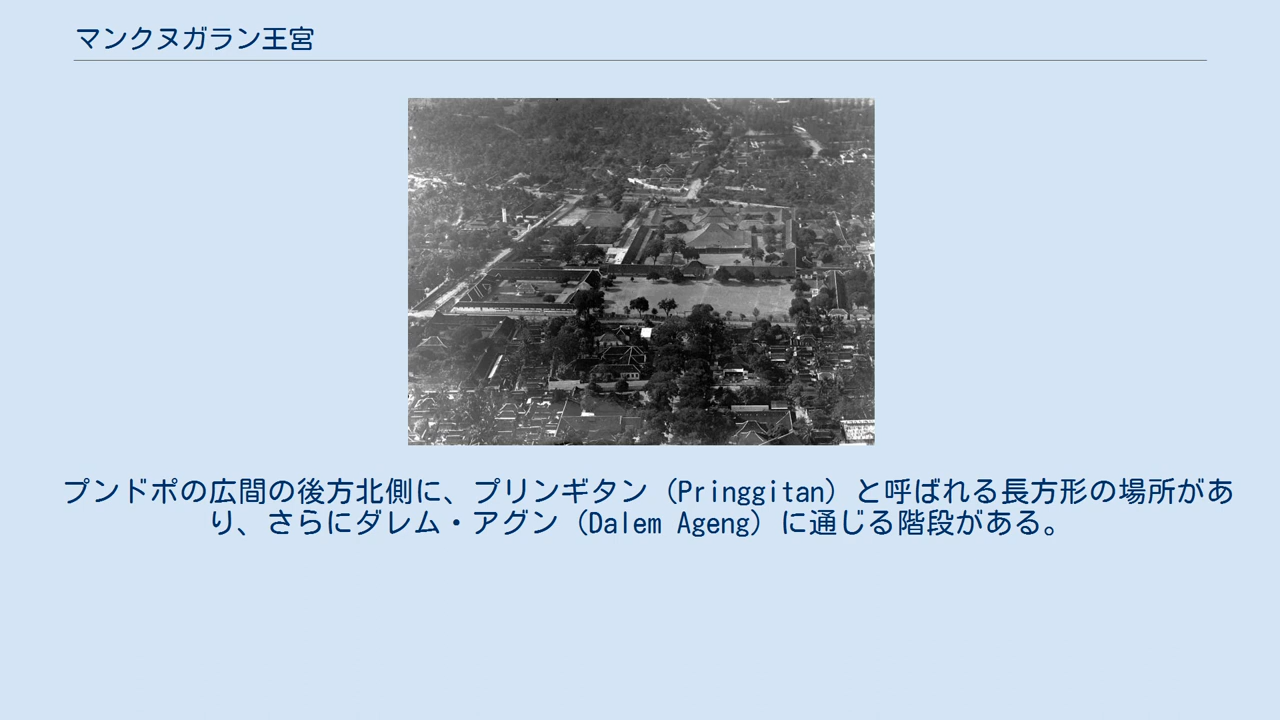 マンクヌガラン王宮
プンドポの広間の後方北側に、プリンギタン（Pringgitan）と呼ばれる長方形の場所があ
り、さらにダレム・アグン（Dalem Ageng）に通じる階段がある。